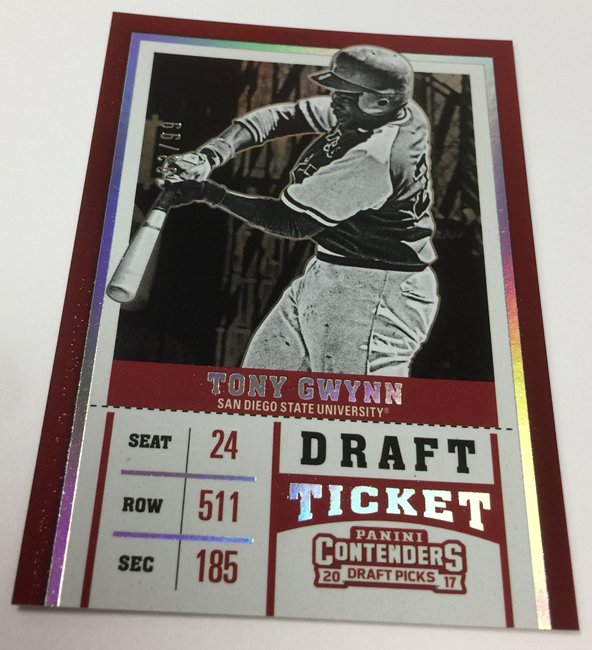 TONY GWYNN
SAN DIEGO STATE UNIVERSITY®
SEAT 24
ROW 511
SEC 185
DRAFT
TICKET
PANINI
CONTENDERS
20 DRAFT PICKS 17